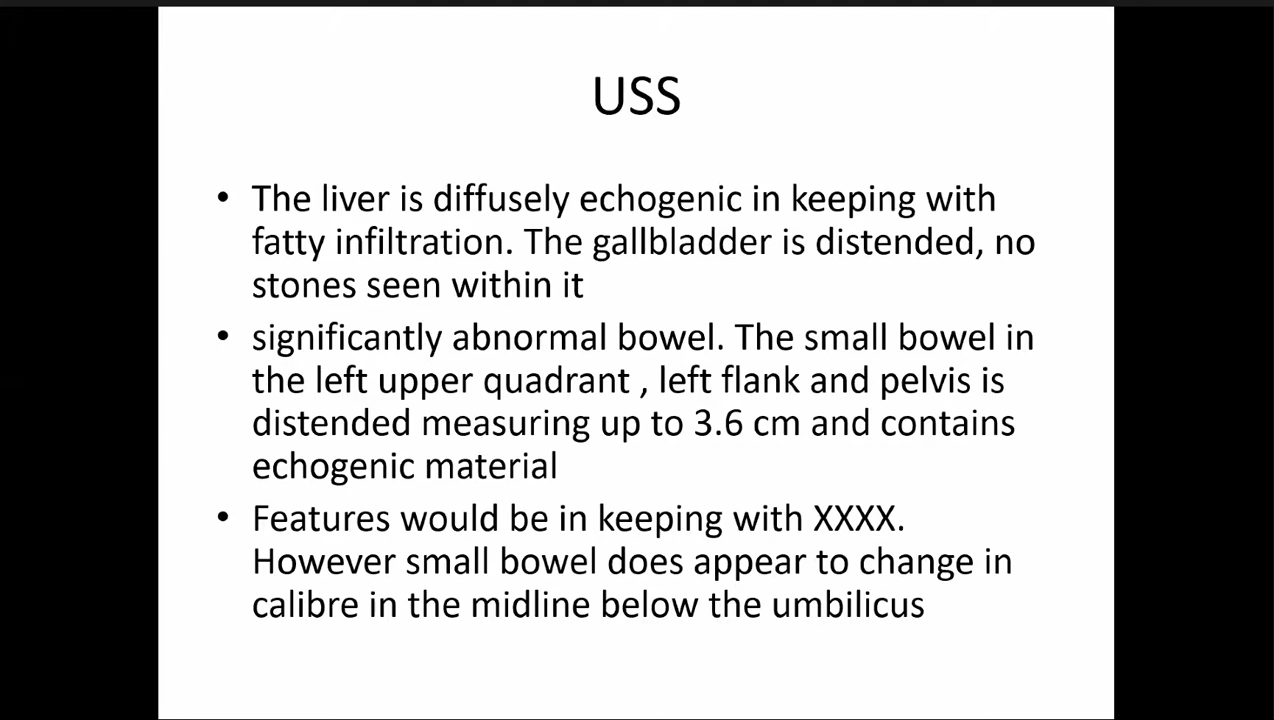 USS
• The liver is diffusely echogenic in keeping with
fatty infiltration. The gallbladder is distended, no
stones seen within it
• significantly abnormal bowel. The small bowel in
the left upper quadrant , left flank and pelvis is
distended measuring up to 3.6 cm and contains
echogenic material
• Features would be in keeping with XXXX.
However small bowel does appear to change in
calibre in the midline below the umbilicus